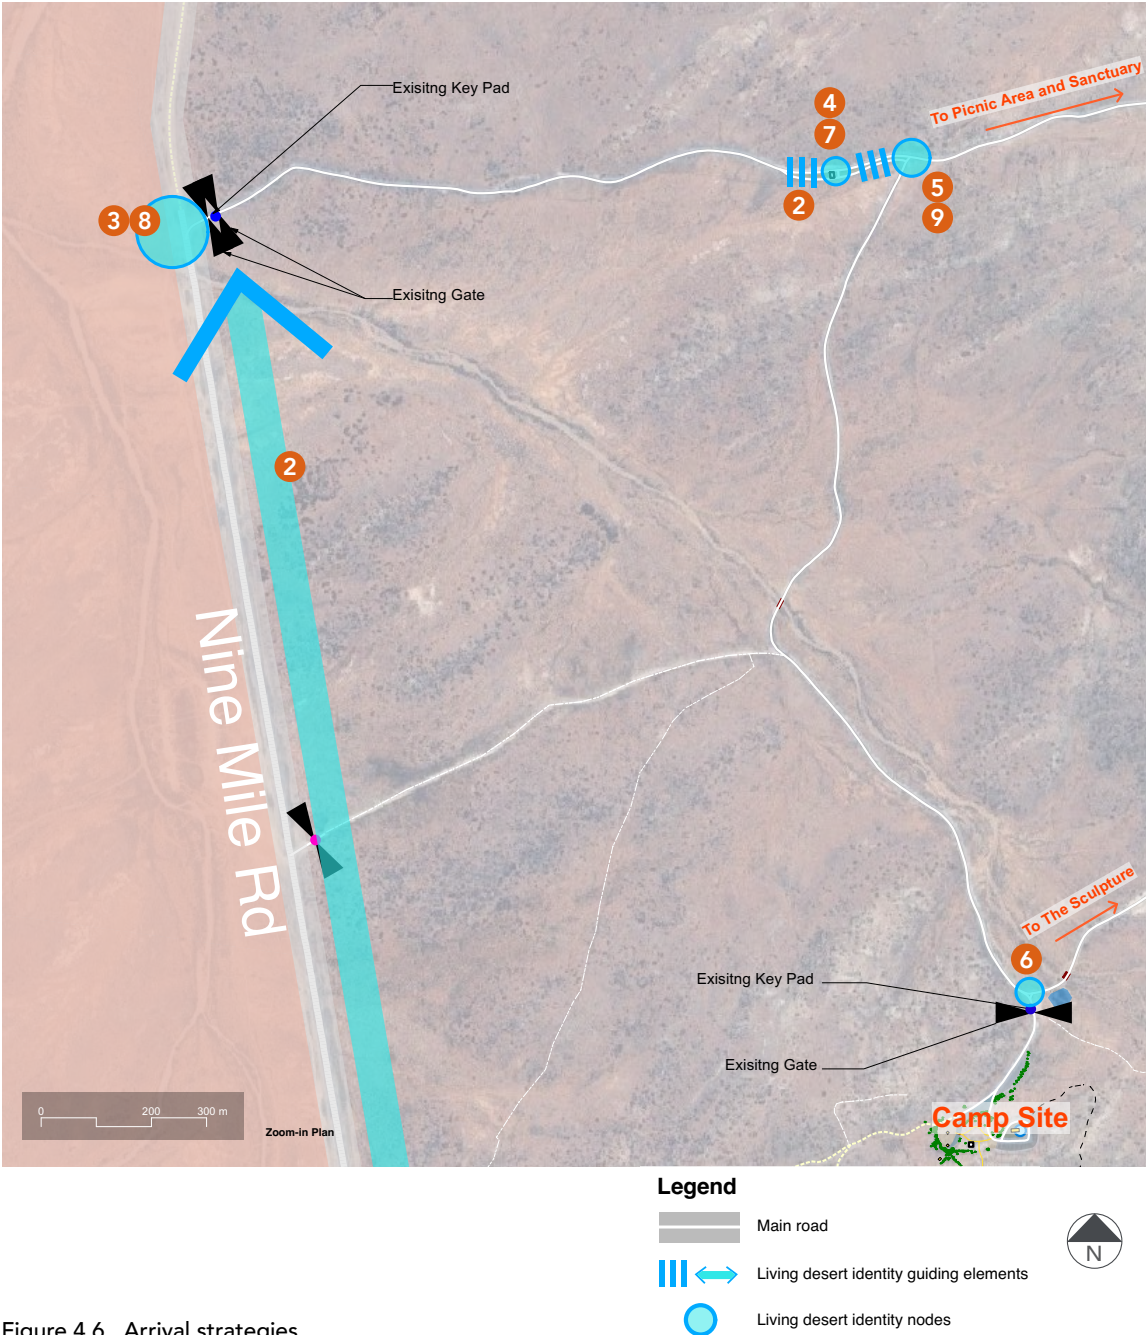 Exisitng Key Pad
To Picnic Area and Sanctuary
4
7
2
5
9
3 8
Exisitng Gate
2
Nine Mile Rd
To The Sculpture
6
Exisitng Key Pad
Exisitng Gate
Camp Site
0 200 300 m
Zoom-in Plan
Legend
Main road
N
Living desert identity guiding elements
Living desert identity nodes
Figure 4.6 Arrival strategies